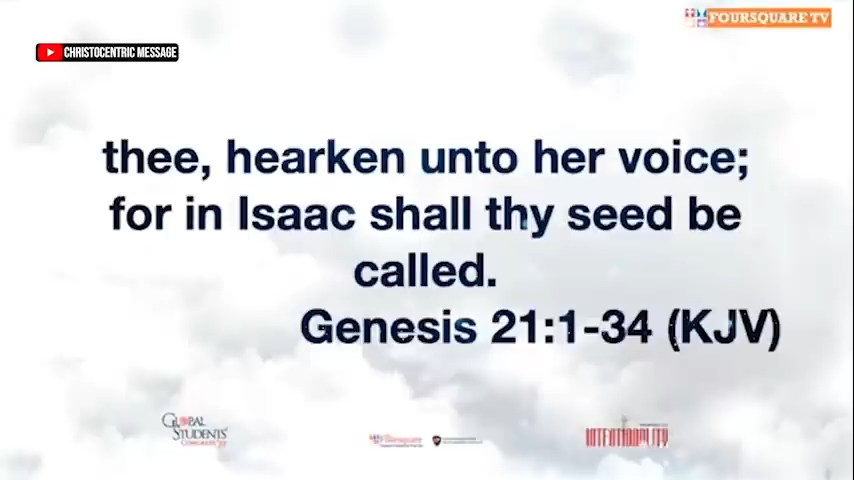 FOURSQUARE TV
CHRISTOCENTRIC MESSAGE
thee, hearken unto her voice;
for in Isaac shall thy seed be
called.
Genesis 21:1-34 (KJV)
GLOBAL
STUDENTS'
Foursquare
INTENTIONALITY